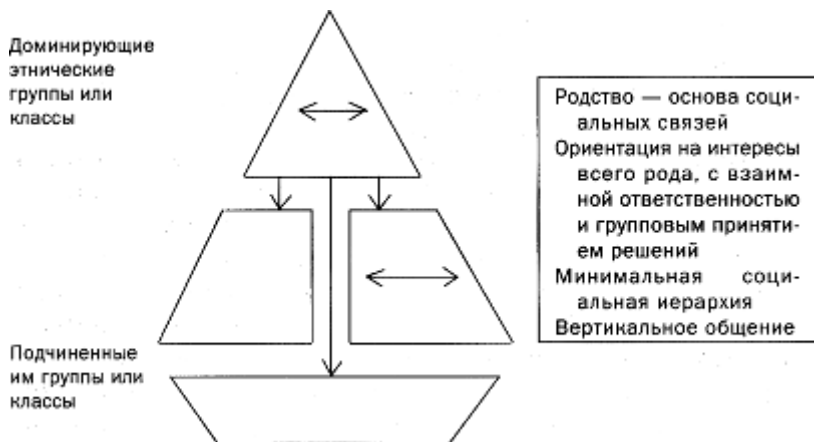 Доминирующие
этнические
группы или
классы
Родство — основа соци-
альных связей
Ориентация на интересы
всего рода, с взаим-
ной ответственностью
и групповым приняти-
ем решений
Минимальная соци-
альная иерархия
Вертикальное общение
Подчиненные
им группы или
классы